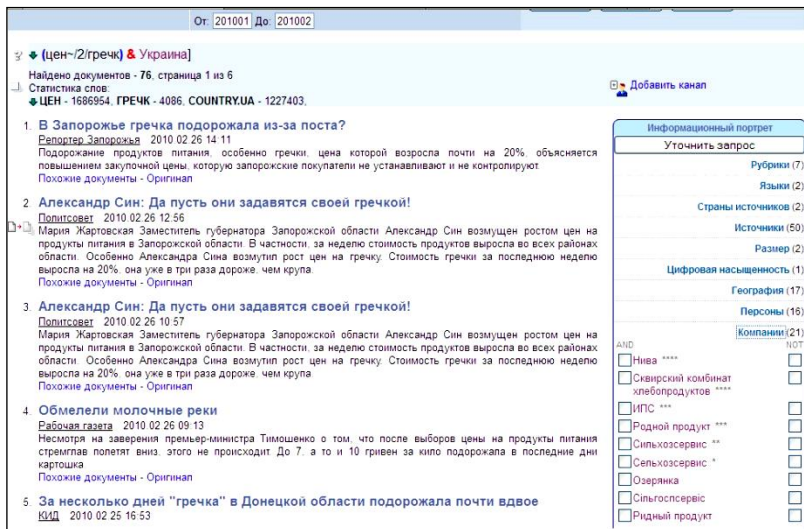 От: 201001 До: 201002
(цен~/2/гречк) & Украина]
Найдено документов - 76, страница 1 из 6
Статистика слов:
ЦЕН - 1686954, ГРЕЧК - 4086, COUNTRY.UA - 1227403,
Добавить канал
1. В Запорожье гречка подорожала из-за поста?
Репортер Запорожья 2010 02 26 14 11
Подорожание продуктов питания, особенно гречки, цена которой возросла почти на 20%, объясняется
повышением закупочной цены, которую запорожские покупатели не устанавливают и не контролируют
Похожие документы - Оригинал
2. Александр Син: Да пусть они задавятся своей гречкой!
Политсовет 2010.02.26 12:56
Мария Жартовская Заместитель губернатора Запорожской области Александр Син возмущен ростом цен на
продукты питания в Запорожской области. В частности, за неделю стоимость продуктов выросла во всех районах
области. Особенно Александра Сина возмутил рост цен на гречку. Стоимость гречки за последнюю неделю
выросла на 20%. она уже в три раза дороже, чем крупа.
Похожие документы - Оригинал
3. Александр Син: Да пусть они задавятся своей гречкой!
Политсовет 2010 02 26 10:57
Мария Жартовская Заместитель губернатора Запорожской области Александр Син возмущен ростом цен на
продукты питания в Запорожской области. В частности, за неделю стоимость продуктов выросла во всех районах
области. Особенно Александра Сина возмутил рост цен на гречку. Стоимость гречки за последнюю неделю
выросла на 20%. она уже в три раза дороже. чем крупа
Похожие документы - Оригинал
4. Обмелели молочные реки
Рабочая газета 2010 02 26 09:13
Несмотря на заверения премьер-министра Тимошенко о том, что после выборов цены на продукты питания
стремглав полетят вниз, этого не происходит До 7, а то и 10 гривен за кило подорожала в последние дни
картошка
Похожие документы - Оригинал
5. За несколько дней "гречка" в Донецкой области подорожала почти вдвое
КИД 2010 02 25 16:53
Информационный портрет
Уточнить запрос
Рубрики (7)
Языки (2)
Страны источников (2)
Источники (50)
Размер (2)
Цифровая насыщенность (1)
География (17)
Персоны (16)
Компании (21)
AND NOT
Нива ****
Сквирский комбинат
хлебопродуктов ****
ИПС ***
Родной продукт ***
Сильхозсервис **
Сельхозсервис *
Озерянка
Сільгоспсервіс
Ридный продукт